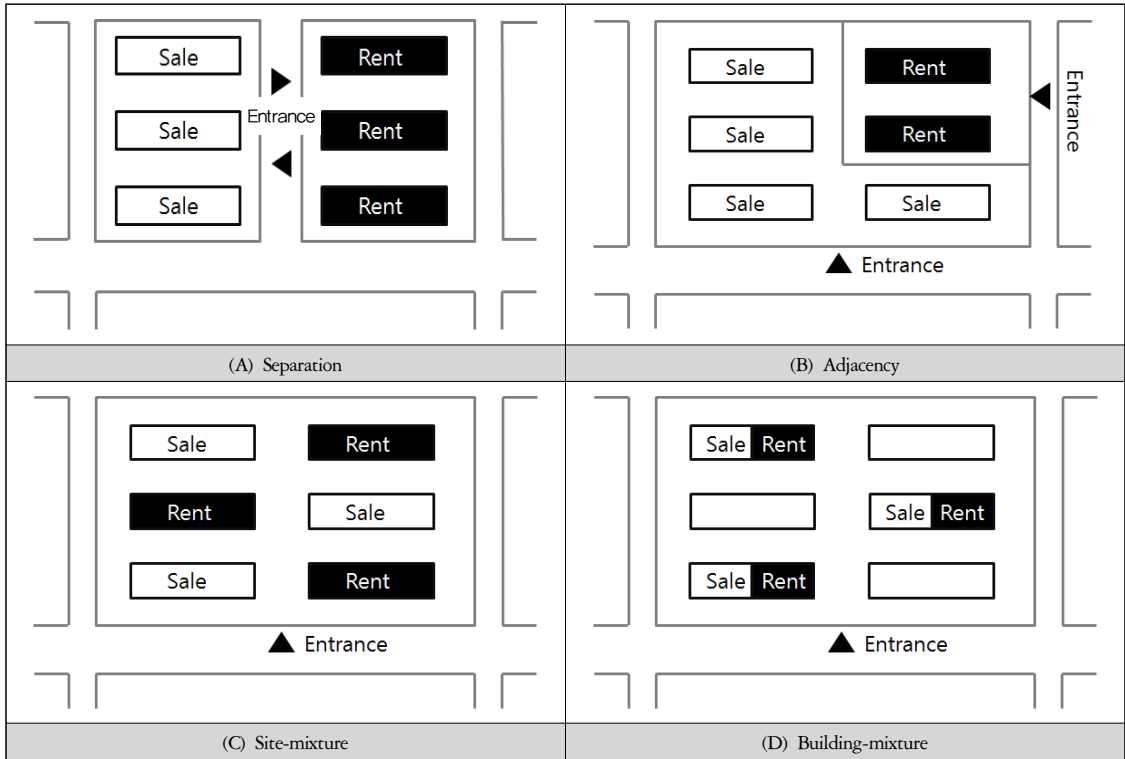 Sale
Rent
Entrance
Sale
Rent
Sale
Rent
(A) Separation
Sale
Rent
Entrance
Sale
Rent
Sale
Sale
Entrance
(B) Adjacency
Sale
Rent
Rent
Sale
Sale
Rent
Entrance
(C) Site-mixture
Sale Rent
Sale Rent
Sale Rent
Entrance
(D) Building-mixture